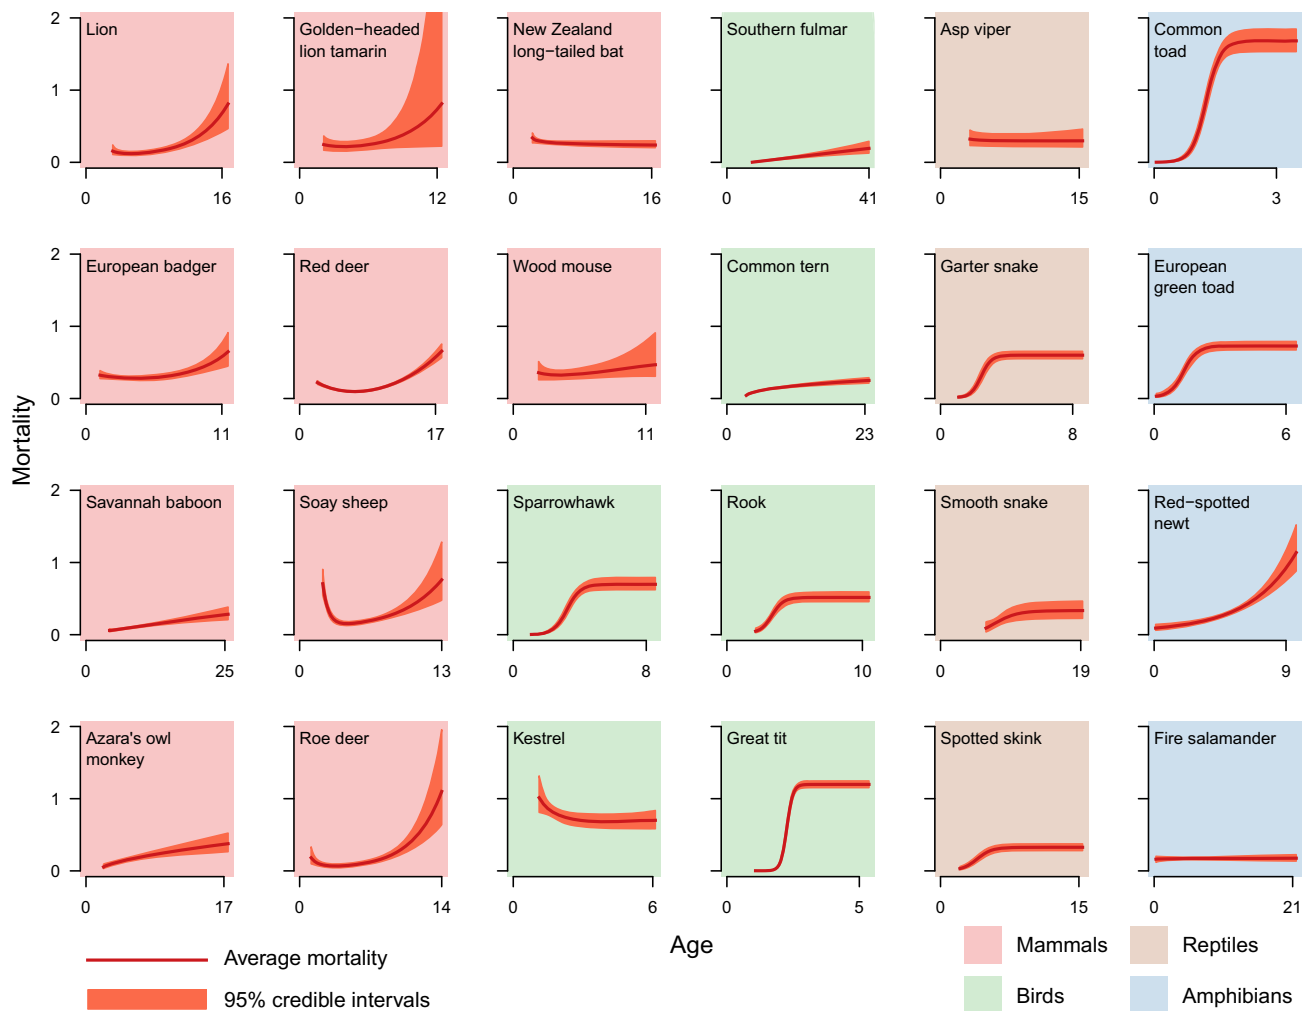 2
1
0
Lion
0
16
Golden−headed
lion tamarin
0
12
New Zealand
long−tailed bat
0
16
Southern fulmar
0
41
Asp viper
0
15
Common
toad
0
3
2
1
0
European badger
0
11
Red deer
0
17
Wood mouse
0
11
Common tern
0
23
Garter snake
0
8
European
green toad
0
6
Mortality
2
1
0
Savannah baboon
0
25
Soay sheep
0
13
Sparrowhawk
0
8
Rook
0
10
Smooth snake
0
19
Red−spotted
newt
0
9
2
1
0
Azara's owl
monkey
0
17
Roe deer
0
14
Kestrel
0
6
Great tit
0
5
Spotted skink
0
15
Fire salamander
0
21
Age
Average mortality
95% credible intervals
Mammals
Reptiles
Birds
Amphibians